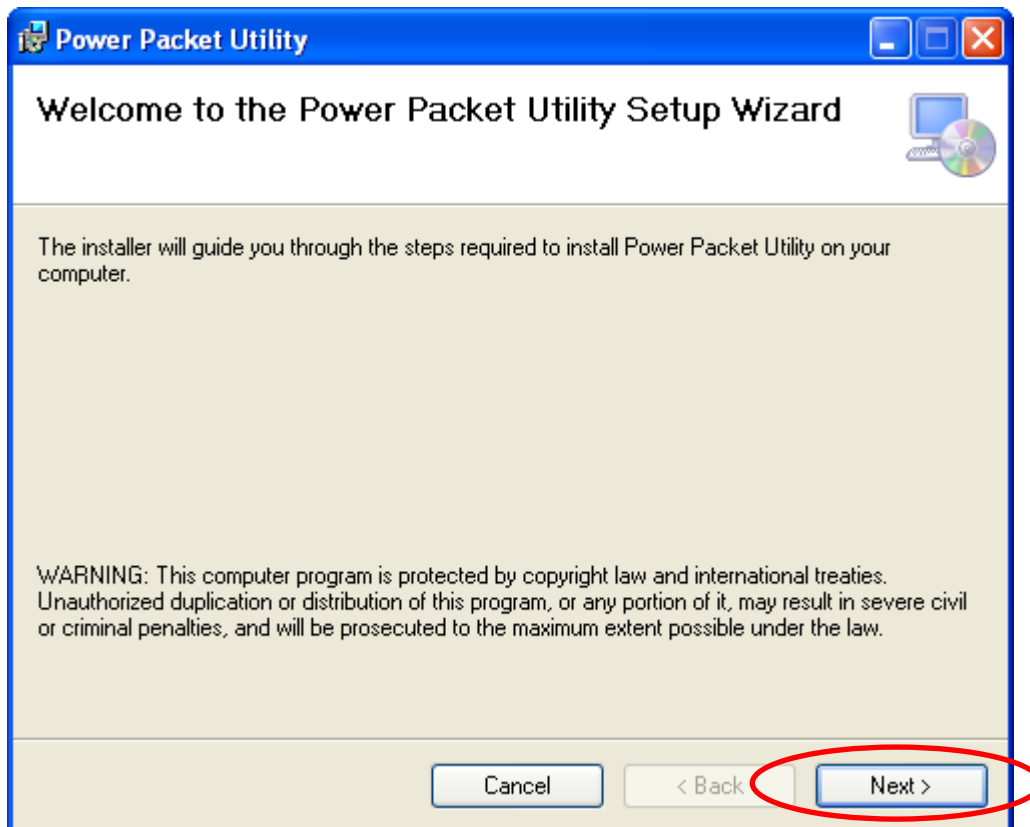 Power Packet Utility
Welcome to the Power Packet Utility Setup Wizard
The installer will guide you through the steps required to install Power Packet Utility on your
computer.
WARNING: This computer program is protected by copyright law and international treaties.
Unauthorized duplication or distribution of this program, or any portion of it, may result in severe civil
or criminal penalties, and will be prosecuted to the maximum extent possible under the law.
Cancel
< Back
Next >